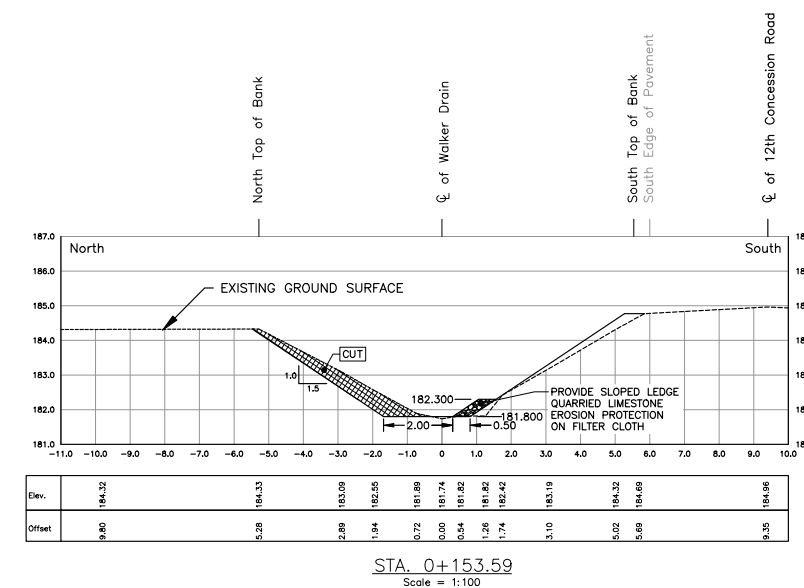 North Top of Bank
℄ of Walker Drain
South Top of Bank
South Edge of Pavement
℄ of 12th Concession Road
187.0
North
South
18
186.0
18
EXISTING GROUND SURFACE
185.0
18
184.0
18
CUT
183.0
18
1.0
1.5
182.300
PROVIDE SLOPED LEDGE
QUARRIED LIMESTONE
EROSION PROTECTION
ON FILTER CLOTH
182.0
18
181.800
2.00
0.50
181.0
18
-11.0 -10.0 -9.0 -8.0 -7.0 -6.0 -5.0 -4.0 -3.0 -2.0 -1.0 0.0 1.0 2.0 3.0 4.0 5.0 6.0 7.0 8.0 9.0 10.0
Elev. 184.32 184.33 183.09 182.55 181.89 181.74 181.82 181.82 182.42 183.19 184.32 184.69 184.96
Offset 9.80 5.28 2.89 1.94 0.72 0.00 0.54 1.26 1.74 3.10 5.02 5.69 9.35
STA. 0+153.59
Scale = 1:100